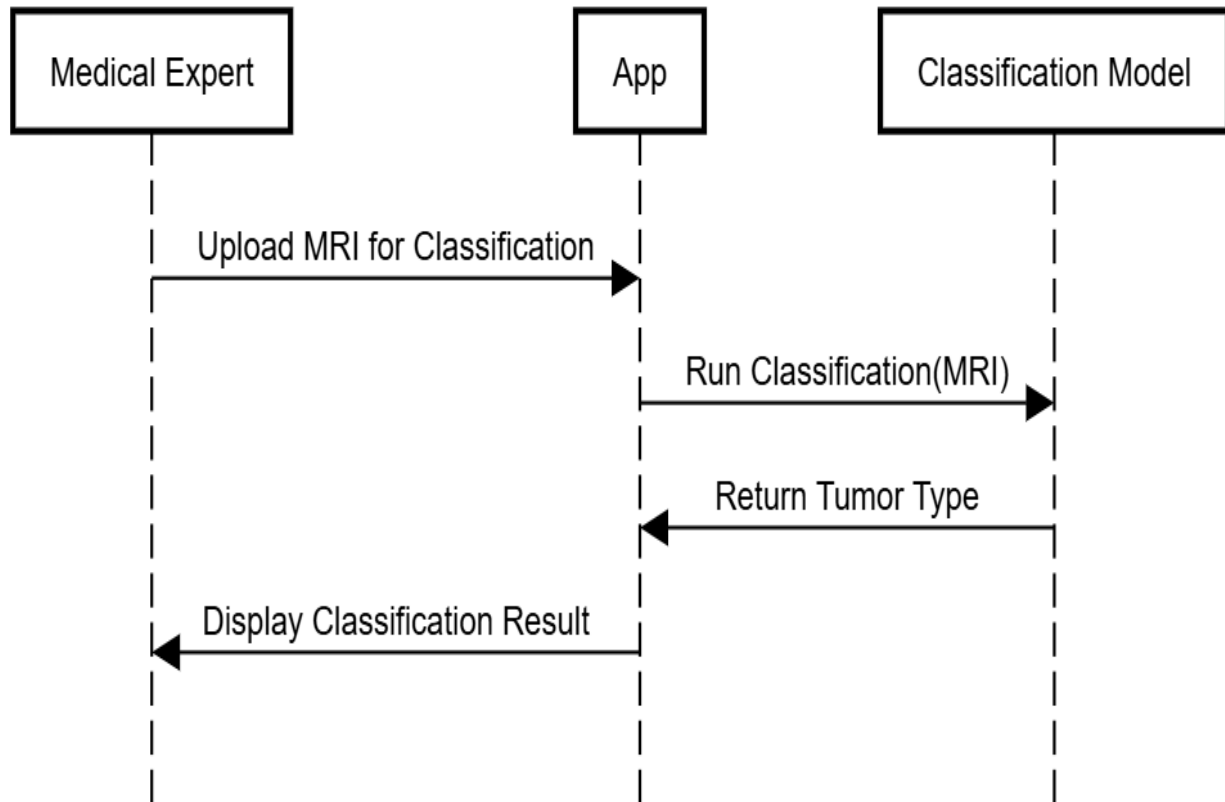 Medical Expert
App
Classification Model
Upload MRI for Classification
Run Classification(MRI)
Return Tumor Type
Display Classification Result